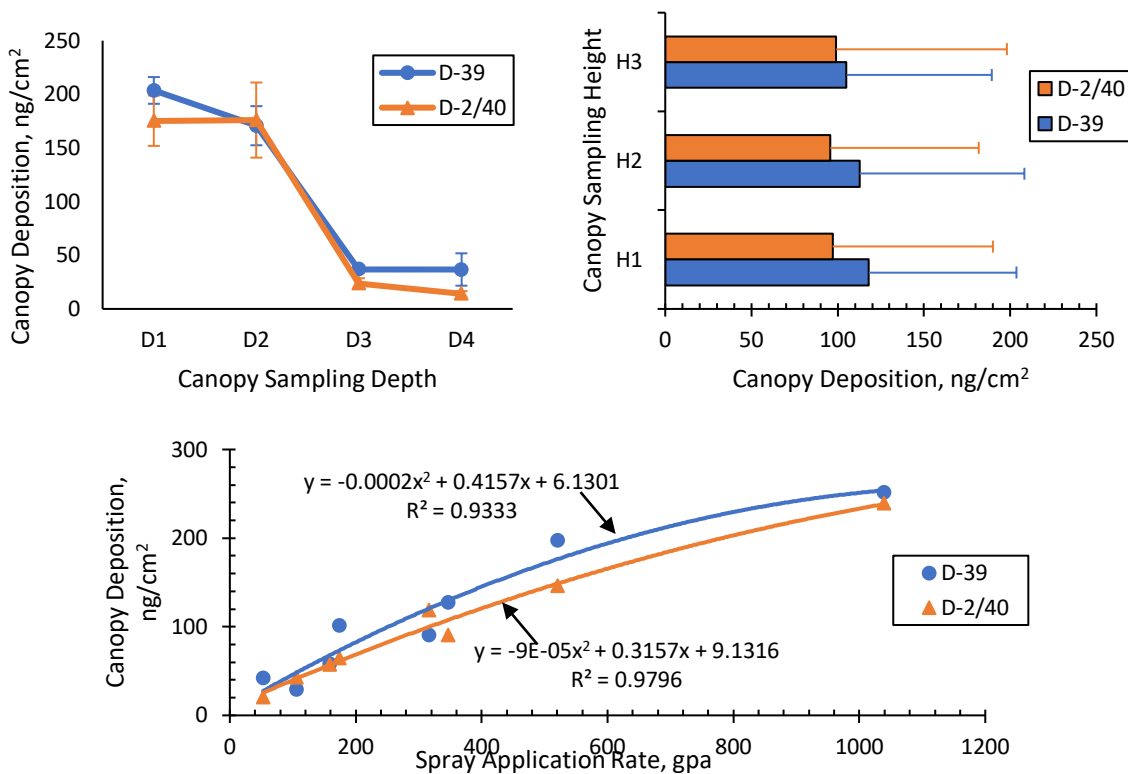 250
200
150
100
50
0
D1 D2 D3 D4
Canopy Deposition, ng/cm²
Canopy Sampling Depth
D-39
D-2/40
Canopy Sampling Height
H3
H2
H1
0 50 100 150 200 250
Canopy Deposition, ng/cm²
D-2/40
D-39
Canopy Deposition,
ng/cm²
300
200
100
0
y = -0.0002x² + 0.4157x + 6.1301
R² = 0.9333
y = -9E-05x² + 0.3157x + 9.1316
R² = 0.9796
D-39
D-2/40
0 200 400 600 800 1000 1200
Spray Application Rate, gpa